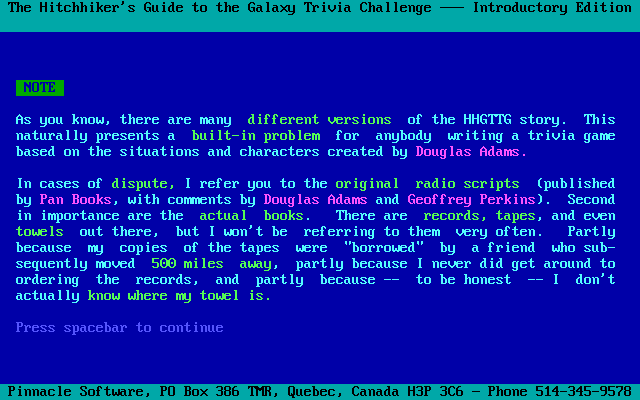 The Hitchhiker's Guide to the Galaxy Trivia Challenge —— Introductory Edition
NOTE
As you know, there are many different versions of the HHGTTG story. This
naturally presents a built-in problem for anybody writing a trivia game
based on the situations and characters created by Douglas Adams.
In cases of dispute, I refer you to the original radio scripts (published
by Pan Books, with comments by Douglas Adams and Geoffrey Perkins). Second
in importance are the actual books. There are records, tapes, and even
towels out there, but I won't be referring to them very often. Partly
because my copies of the tapes were "borrowed" by a friend who sub-
sequently moved 500 miles away, partly because I never did get around to
ordering the records, and partly because -- to be honest -- I don't
actually know where my towel is.
Press spacebar to continue
Pinnacle Software, PO Box 386 TMR, Quebec, Canada H3P 3C6 - Phone 514-345-9578